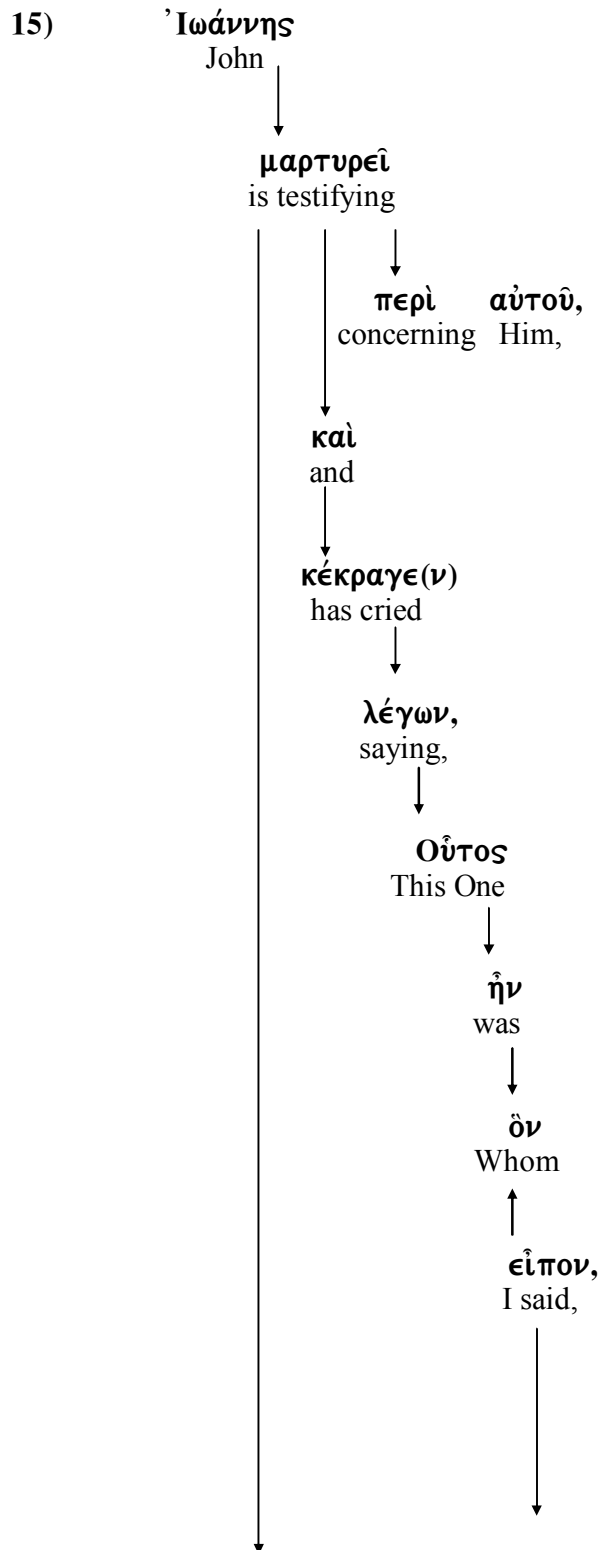 15) Ἰωάννης
John
μαρτυρεῖ
is testifying
περὶ αὐτοῦ,
concerning Him,
καὶ
and
κέκραγε(ν)
has cried
λέγων,
saying,
Οὗτος
This One
ἦν
was
ὃν
Whom
εἶπον,
I said,